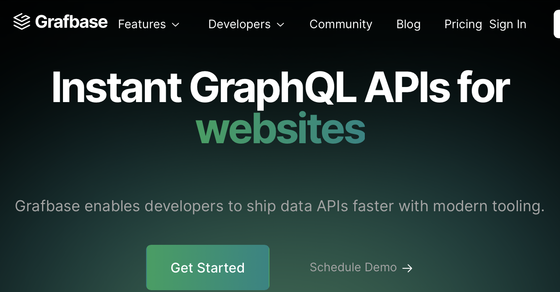 Grafbase Features Developers Community Blog Pricing Sign In
Instant GraphQL APIs for
websites
Grafbase enables developers to ship data APIs faster with modern tooling.
Get Started Schedule Demo →